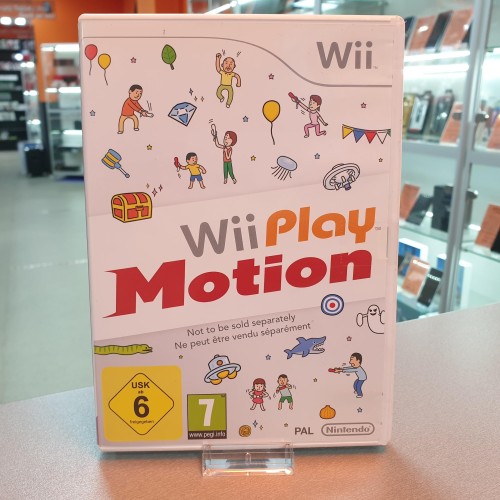 Wii
Wii Play
Motion
Not to be sold separately
Ne peut être vendu séparément
USK
ab
6
freigegeben
7
www.pegi.info
PAL
Nintendo